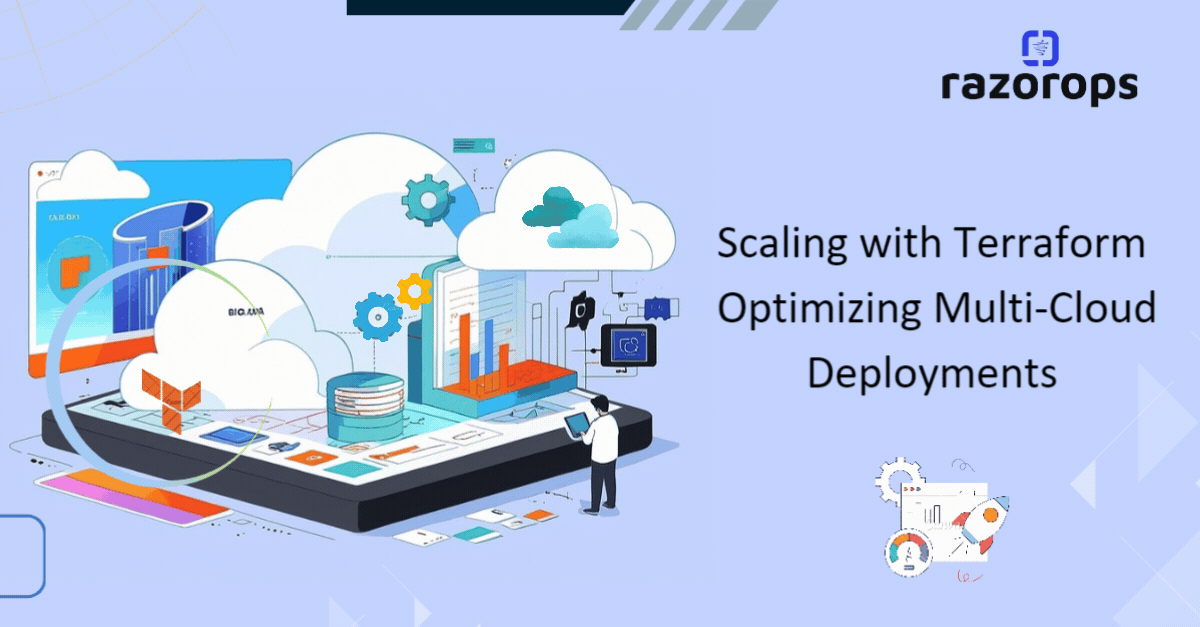 razorops
Scaling with Terraform
Optimizing Multi-Cloud
Deployments